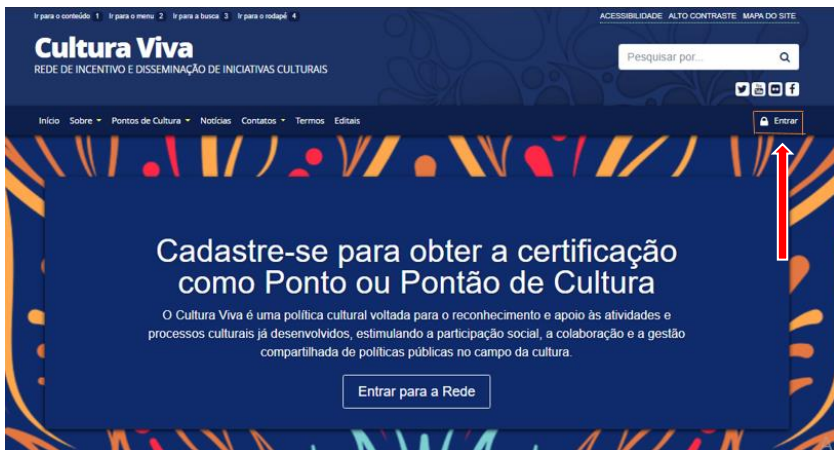 Ir para o conteúdo 1 Ir para o menu 2 Ir para a busca 3 Ir para o rodapé 4
ACESSIBILIDADE ALTO CONTRASTE MAPA DO SITE
Cultura Viva
REDE DE INCENTIVO E DISSEMINAÇÃO DE INICIATIVAS CULTURAIS
Pesquisar por...
Início Sobre Pontos de Cultura Notícias Contatos Termos Editais
Entrar
Cadastre-se para obter a certificação
como Ponto ou Pontão de Cultura
O Cultura Viva é uma política cultural voltada para o reconhecimento e apoio às atividades e
processos culturais já desenvolvidos, estimulando a participação social, a colaboração e a gestão
compartilhada de políticas públicas no campo da cultura.
Entrar para a Rede